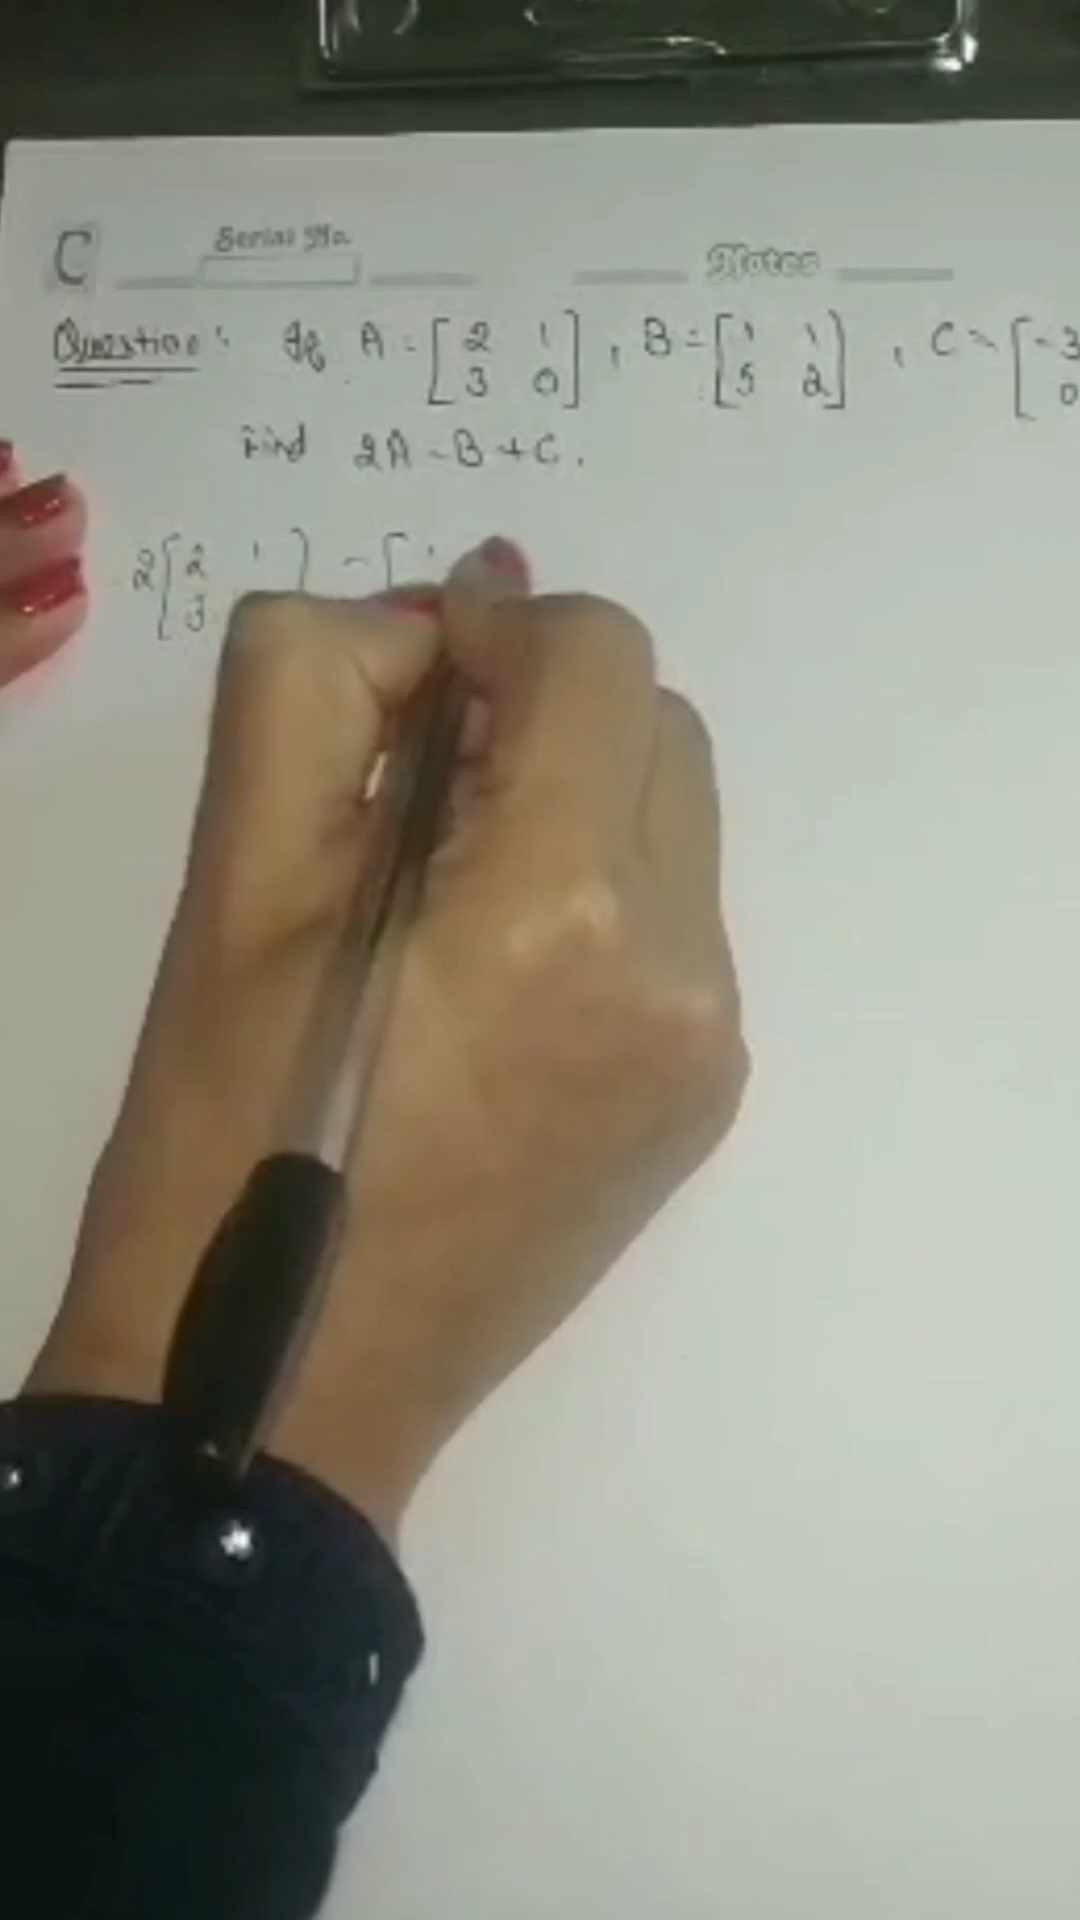 C Serial No. Notes
Question: If A = [2 1 3 0], B = [1 1 5 2], C = [-3 0
Find 2A - B + C.
2[2 1 3 ] - [1